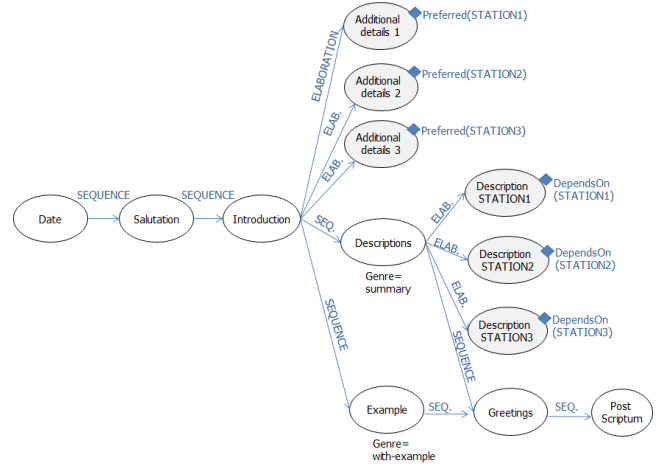 Additional
details 1
Preferred(STATION1)
ELABORATION
Additional
details 2
Preferred(STATION2)
ELAB.
Additional
details 3
Preferred(STATION3)
ELAB.
Description
STATION1
DependsOn
(STATION1)
SEQUENCE
SEQUENCE
Date
Salutation
Introduction
SEQ.
Descriptions
Genre=
summary
ELAB.
ELAB.
Description
STATION2
DependsOn
(STATION2)
ELAB.
Description
STATION3
DependsOn
(STATION3)
SEQUENCE
SEQUENCE
Example
Genre=
with-example
SEQ.
Greetings
SEQ.
Post
Scriptum